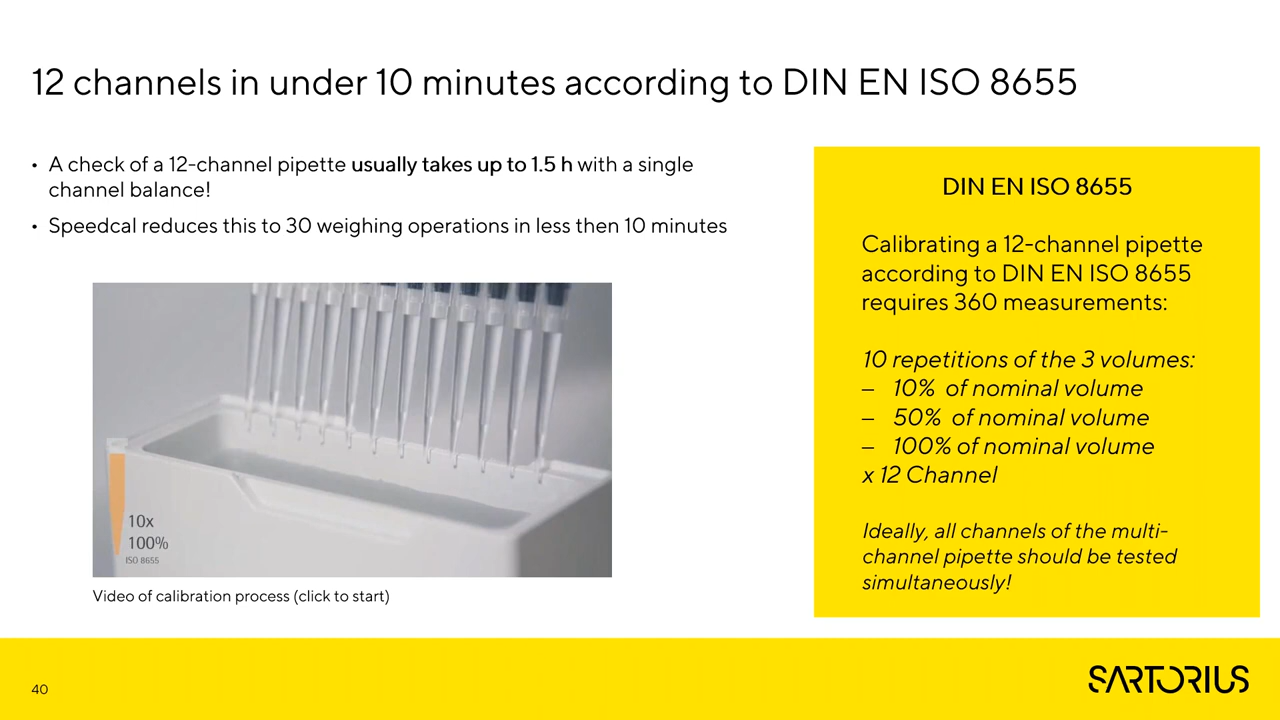 12 channels in under 10 minutes according to DIN EN ISO 8655
• A check of a 12-channel pipette usually takes up to 1.5 h with a single
channel balance!
• Speedcal reduces this to 30 weighing operations in less then 10 minutes
10x
100%
ISO 8655
Video of calibration process (click to start)
DIN EN ISO 8655
Calibrating a 12-channel pipette
according to DIN EN ISO 8655
requires 360 measurements:
10 repetitions of the 3 volumes:
– 10% of nominal volume
– 50% of nominal volume
– 100% of nominal volume
x 12 Channel
Ideally, all channels of the multi-
channel pipette should be tested
simultaneously!
40
SARTORIUS